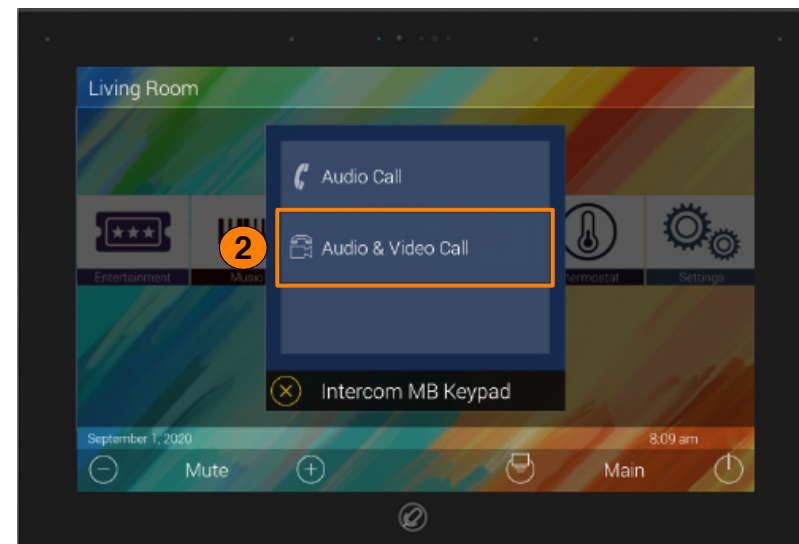 Living Room
Audio Call
2
Audio & Video Call
Entertainment
Music
ermostat
Settings
Intercom MB Keypad
September 1, 2020
8:09 am
Mute
Main